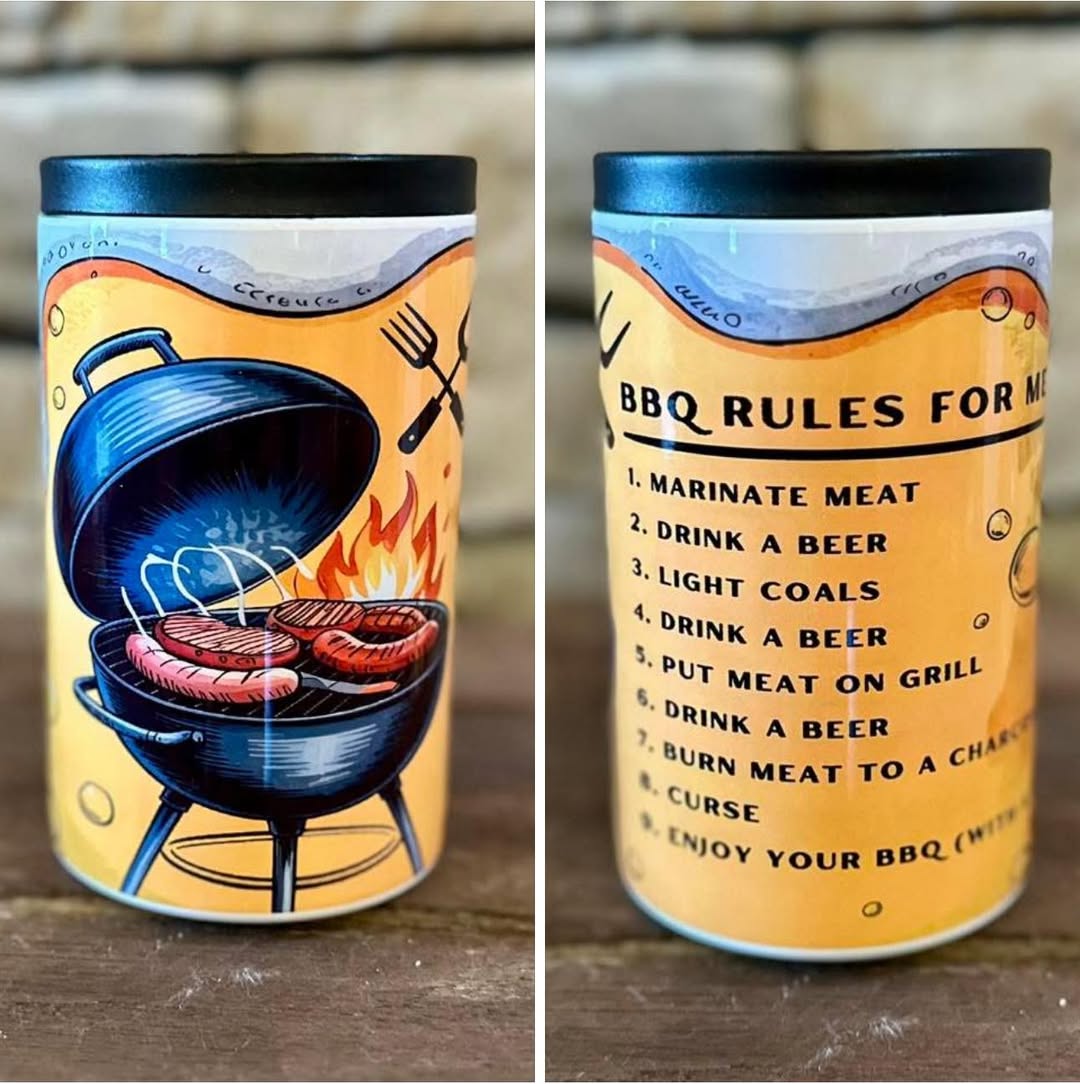 BBQ RULES FOR
1. MARINATE MEAT
2. DRINK A BEER
3. LIGHT COALS
4. DRINK A BEER
5. PUT MEAT ON GRILL
6. DRINK A BEER
7. BURN MEAT TO A
8. CURSE
9. ENJOY YOUR BBQ (WITH